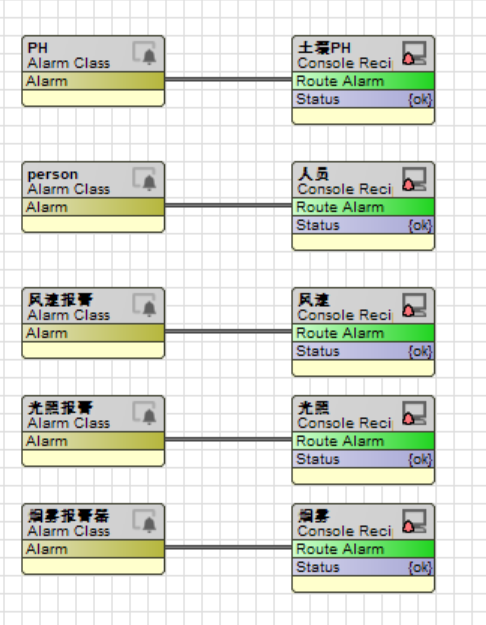 PH
Alarm Class
Alarm
土壤PH
Console Reci
Route Alarm
Status {ok}
person
Alarm Class
Alarm
人员
Console Reci
Route Alarm
Status {ok}
风速报警
Alarm Class
Alarm
风速
Console Reci
Route Alarm
Status {ok}
光照报警
Alarm Class
Alarm
光照
Console Reci
Route Alarm
Status {ok}
烟雾报警器
Alarm Class
Alarm
烟雾
Console Reci
Route Alarm
Status {ok}